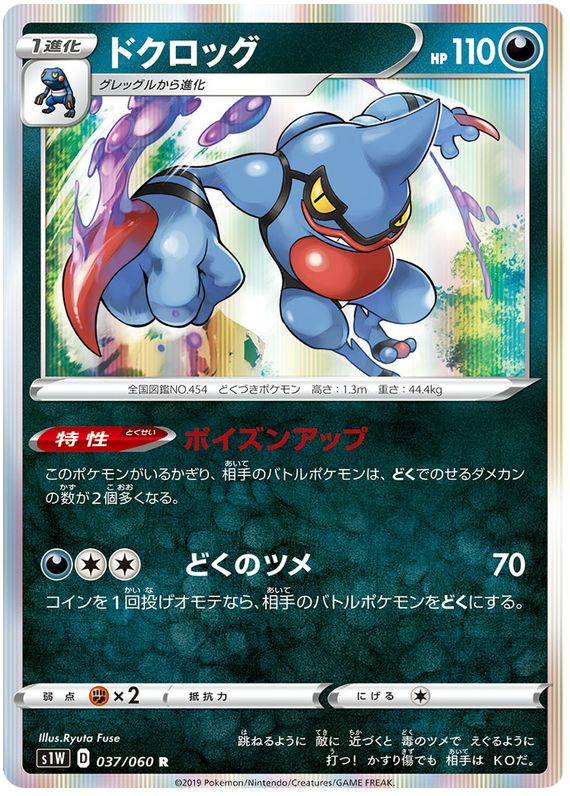 1進化
ドクロッグ
HP 110
グレッグルから進化
全国図鑑NO.454 どくづきポケモン 高さ:1.3m 重さ:44.4kg
特性 とくせい ポイズンアップ
このポケモンがいるかぎり、相手のバトルポケモンは、どくでのせるダメカン
の数が2個多くなる。
どくのツメ 70
コインを1回投げオモテなら、相手のバトルポケモンをどくにする。
弱点 ×2 抵抗力 にげる
Illus.Ryuta Fuse
s1W D 037/060 R
跳ねるように 敵に 近づくと 毒のツメで えぐるように
打つ! かすり傷でも 相手は KOだ。
©2019 Pokémon/Nintendo/Creatures/GAME FREAK.